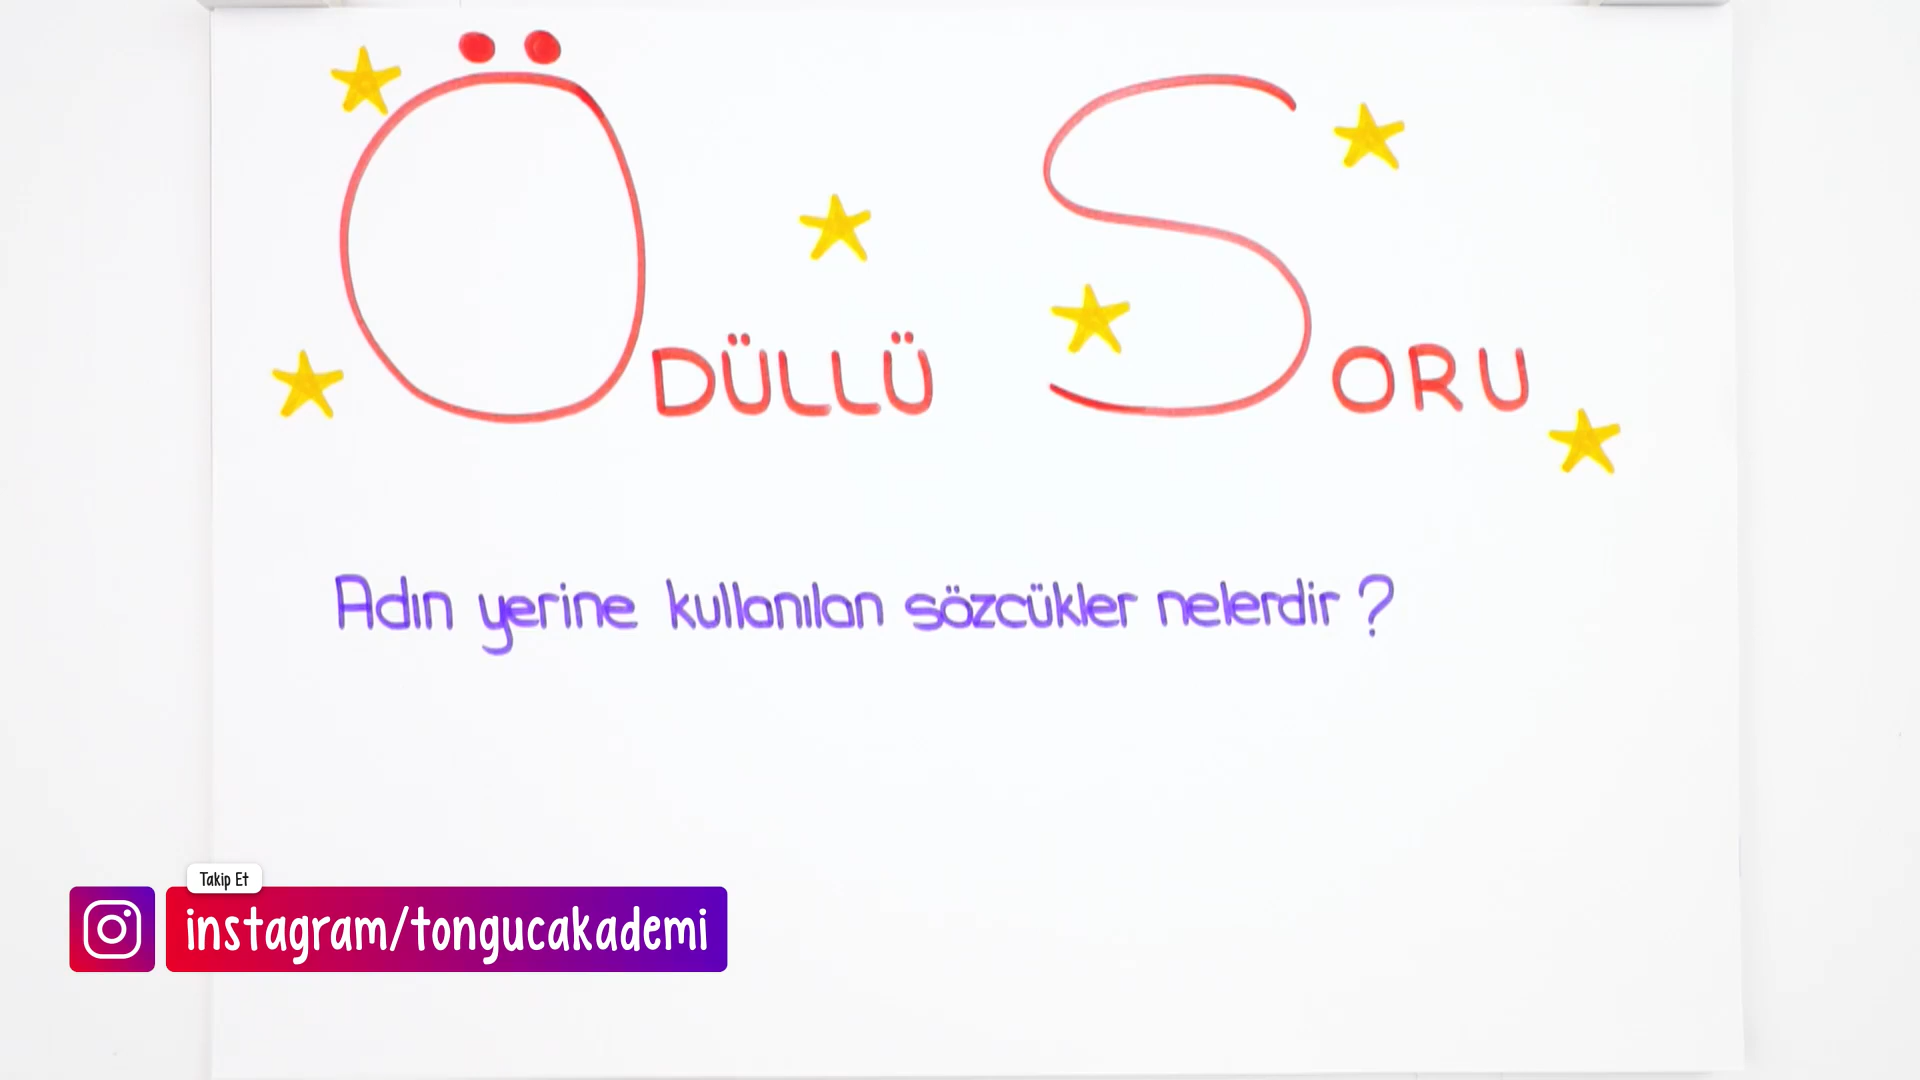 ÖDÜLLÜ SORU
Adın yerine kullanılan sözcükler nelerdir ?
Takip Et
instagram/tongucakademi